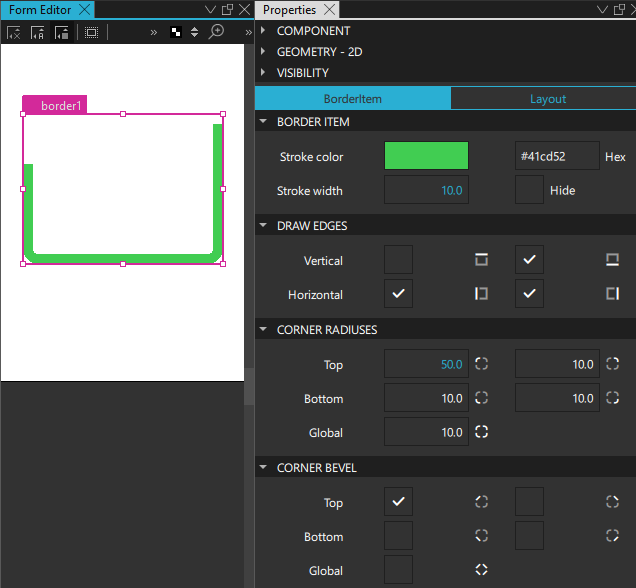 Form Editor
Properties
» »
COMPONENT
GEOMETRY - 2D
VISIBILITY
BorderItem Layout
border1
BORDER ITEM
Stroke color #41cd52 Hex
Stroke width 10.0 Hide
DRAW EDGES
Vertical
Horizontal
CORNER RADIUSES
Top 50.0 10.0
Bottom 10.0 10.0
Global 10.0
CORNER BEVEL
Top
Bottom
Global